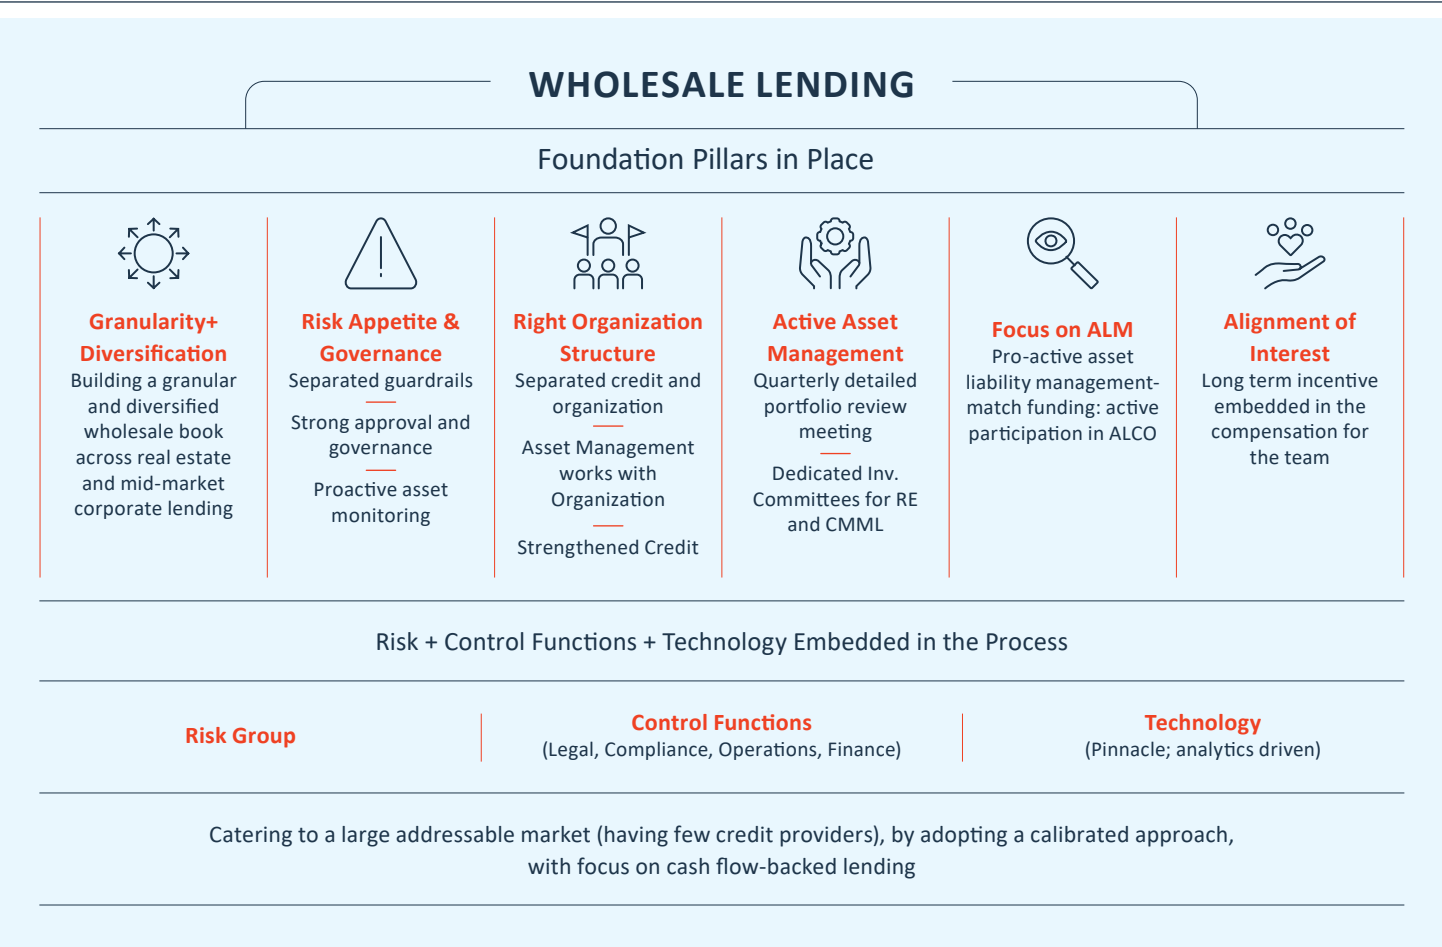 WHOLESALE LENDING
Foundation Pillars in Place
Granularity+
Diversification
Building a granular
and diversified
wholesale book
across real estate
and mid-market
corporate lending
Risk Appetite &
Governance
Separated guardrails
Strong approval and
governance
Proactive asset
monitoring
Right Organization
Structure
Separated credit and
organization
Asset Management
works with
Organization
Strengthened Credit
Active Asset
Management
Quarterly detailed
portfolio review
meeting
Dedicated Inv.
Committees for RE
and CMML
Focus on ALM
Pro-active asset
liability management-
match funding: active
participation in ALCO
Alignment of
Interest
Long term incentive
embedded in the
compensation for
the team
Risk + Control Functions + Technology Embedded in the Process
Risk Group
Control Functions
(Legal, Compliance, Operations, Finance)
Technology
(Pinnacle; analytics driven)
Catering to a large addressable market (having few credit providers), by adopting a calibrated approach,
with focus on cash flow-backed lending